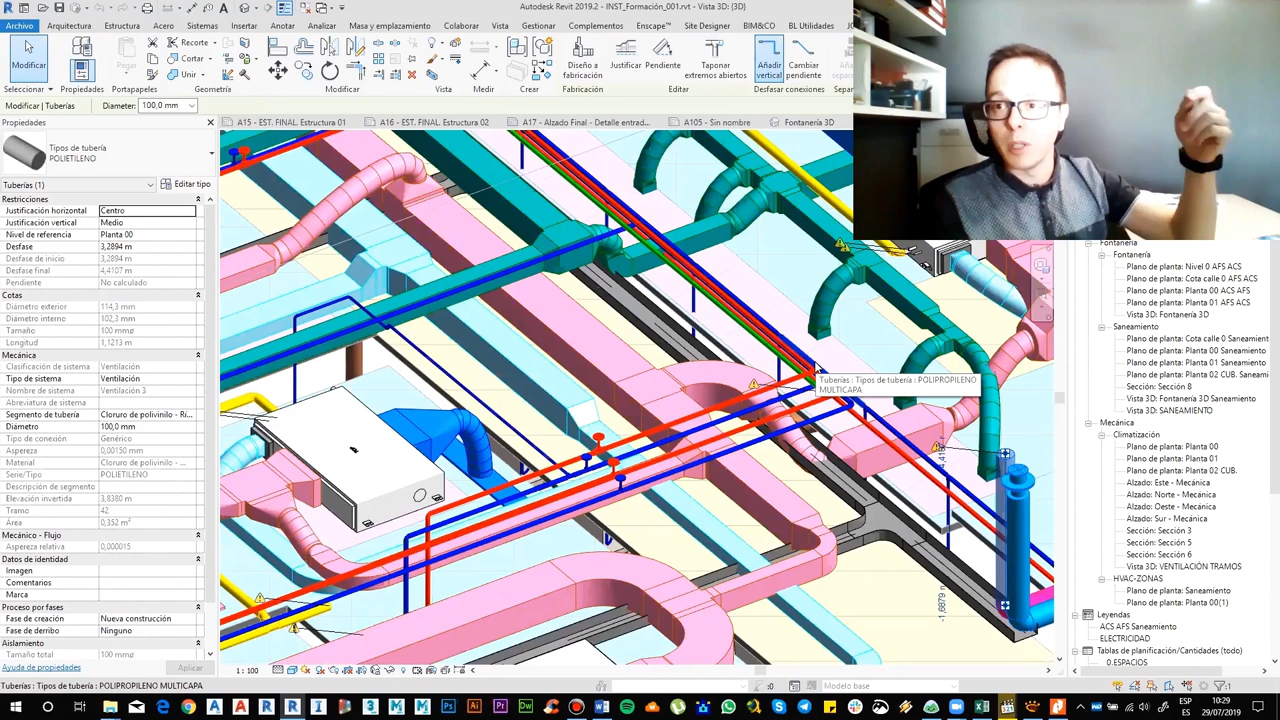 Autodesk Revit 2019.2 - INST_Formación_001.rvt - Vista 3D: {3D}
Archivo Arquitectura Estructura Acero Sistemas Insertar Anotar Analizar Masa y emplazamiento Colaborar Vista Gestionar Complementos Enscape™ Site Designer BIM&CO BL Utilidades
Modificar Pegar Recorte Cortar Unir Diseño a fabricación Justificar Pendiente Taponar extremos abiertos Añadir vertical Cambiar pendiente
Seleccionar Propiedades Portapapeles Geometría Modificar Vista Medir Crear Fabricación Editar Desfasar conexiones
Modificar | Tuberías Diameter: 100,0 mm
Propiedades
A15 - EST. FINAL. Estructura 01 A16 - EST. FINAL. Estructura 02 A17 - Alzado Final - Detalle entrad... A105 - Sin nombre Fontanería 3D
Tipos de tubería
POLIETILENO
Tuberías (1) Editar tipo
Restricciones
Justificación horizontal Centro
Justificación vertical Medio
Nivel de referencia Planta 00
Desfase 3,2894 m
Desfase de inicio 3,2894 m
Desfase final 4,4107 m
Pendiente No calculado
Cotas
Diámetro exterior 114,3 mm
Diámetro interno 102,3 mm
Tamaño 100 mmø
Longitud 1,1213 m
Mecánica
Clasificación de sistema Ventilación
Tipo de sistema Ventilación
Nombre de sistema Ventilación 3
Abreviatura de sistema
Segmento de tubería Cloruro de polivinilo - Rí...
Diámetro 100,0 mm
Tipo de conexión Genérico
Aspereza 0,00150 mm
Material Cloruro de polivinilo - ...
Serie/Tipo POLIETILENO
Descripción de segmento
Elevación invertida 3,8380 m
Tramo 42
Área 0,352 m²
Mecánico - Flujo
Aspereza relativa 0,000015
Datos de identidad
Imagen
Comentarios
Marca
Proceso por fases
Fase de creación Nueva construcción
Fase de derribo Ninguno
Aislamiento
Tamaño total 100 mmø
Ayuda de propiedades Aplicar
Tuberías : Tipos de tubería : POLIPROPILENO
MULTICAPA
Fontanería
Fontanería
Plano de planta: Nivel 0 AFS ACS
Plano de planta: Cota calle 0 AFS ACS
Plano de planta: Planta 00 ACS AFS
Plano de planta: Planta 01 AFS ACS
Vista 3D: Fontanería 3D
Saneamiento
Plano de planta: Cota calle 0 Saneamient
Plano de planta: Planta 00 Saneamiento
Plano de planta: Planta 01 Saneamiento
Plano de planta: Planta 02 CUB. Saneami
Sección: Sección 8
Vista 3D: Fontanería 3D Saneamiento
Vista 3D: SANEAMIENTO
Mecánica
Climatización
Plano de planta: Planta 00
Plano de planta: Planta 01
Plano de planta: Planta 02 CUB.
Alzado: Este - Mecánica
Alzado: Norte - Mecánica
Alzado: Oeste - Mecánica
Alzado: Sur - Mecánica
Sección: Sección 3
Sección: Sección 5
Sección: Sección 6
Vista 3D: VENTILACIÓN TRAMOS
HVAC-ZONAS
Plano de planta: Saneamiento
Plano de planta: Planta 00(1)
Leyendas
ACS AFS Saneamiento
ELECTRICIDAD
Tablas de planificación/Cantidades (todo)
0.ESPACIOS
1 : 100
Tuberías : Tipos de tubería : POLIPROPILENO MULTICAPA :0 Modelo base :1
ESP
ES
10:29
29/07/2019